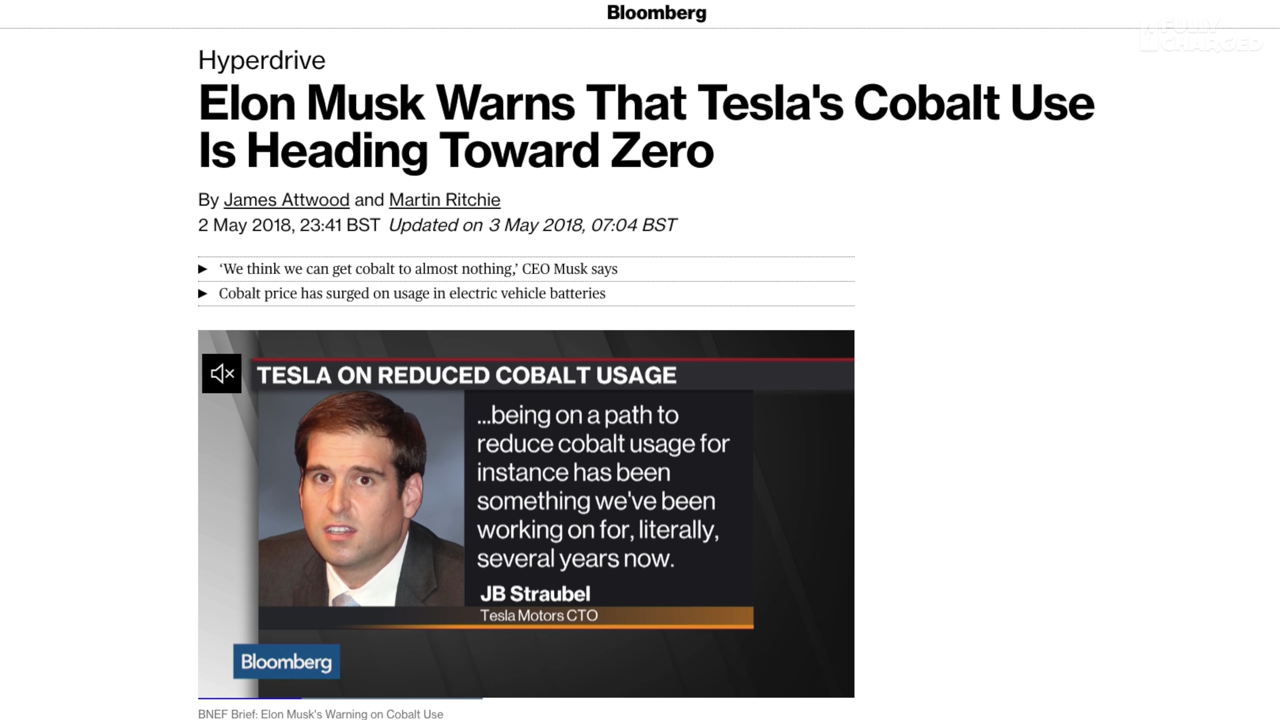 Bloomberg
FULLY
CHARGED
Hyperdrive
Elon Musk Warns That Tesla's Cobalt Use
Is Heading Toward Zero
By James Attwood and Martin Ritchie
2 May 2018, 23:41 BST Updated on 3 May 2018, 07:04 BST
‘We think we can get cobalt to almost nothing,’ CEO Musk says
Cobalt price has surged on usage in electric vehicle batteries
TESLA ON REDUCED COBALT USAGE
...being on a path to
reduce cobalt usage for
instance has been
something we've been
working on for, literally,
several years now.
JB Straubel
Tesla Motors CTO
Bloomberg
BNEF Brief: Elon Musk's Warning on Cobalt Use